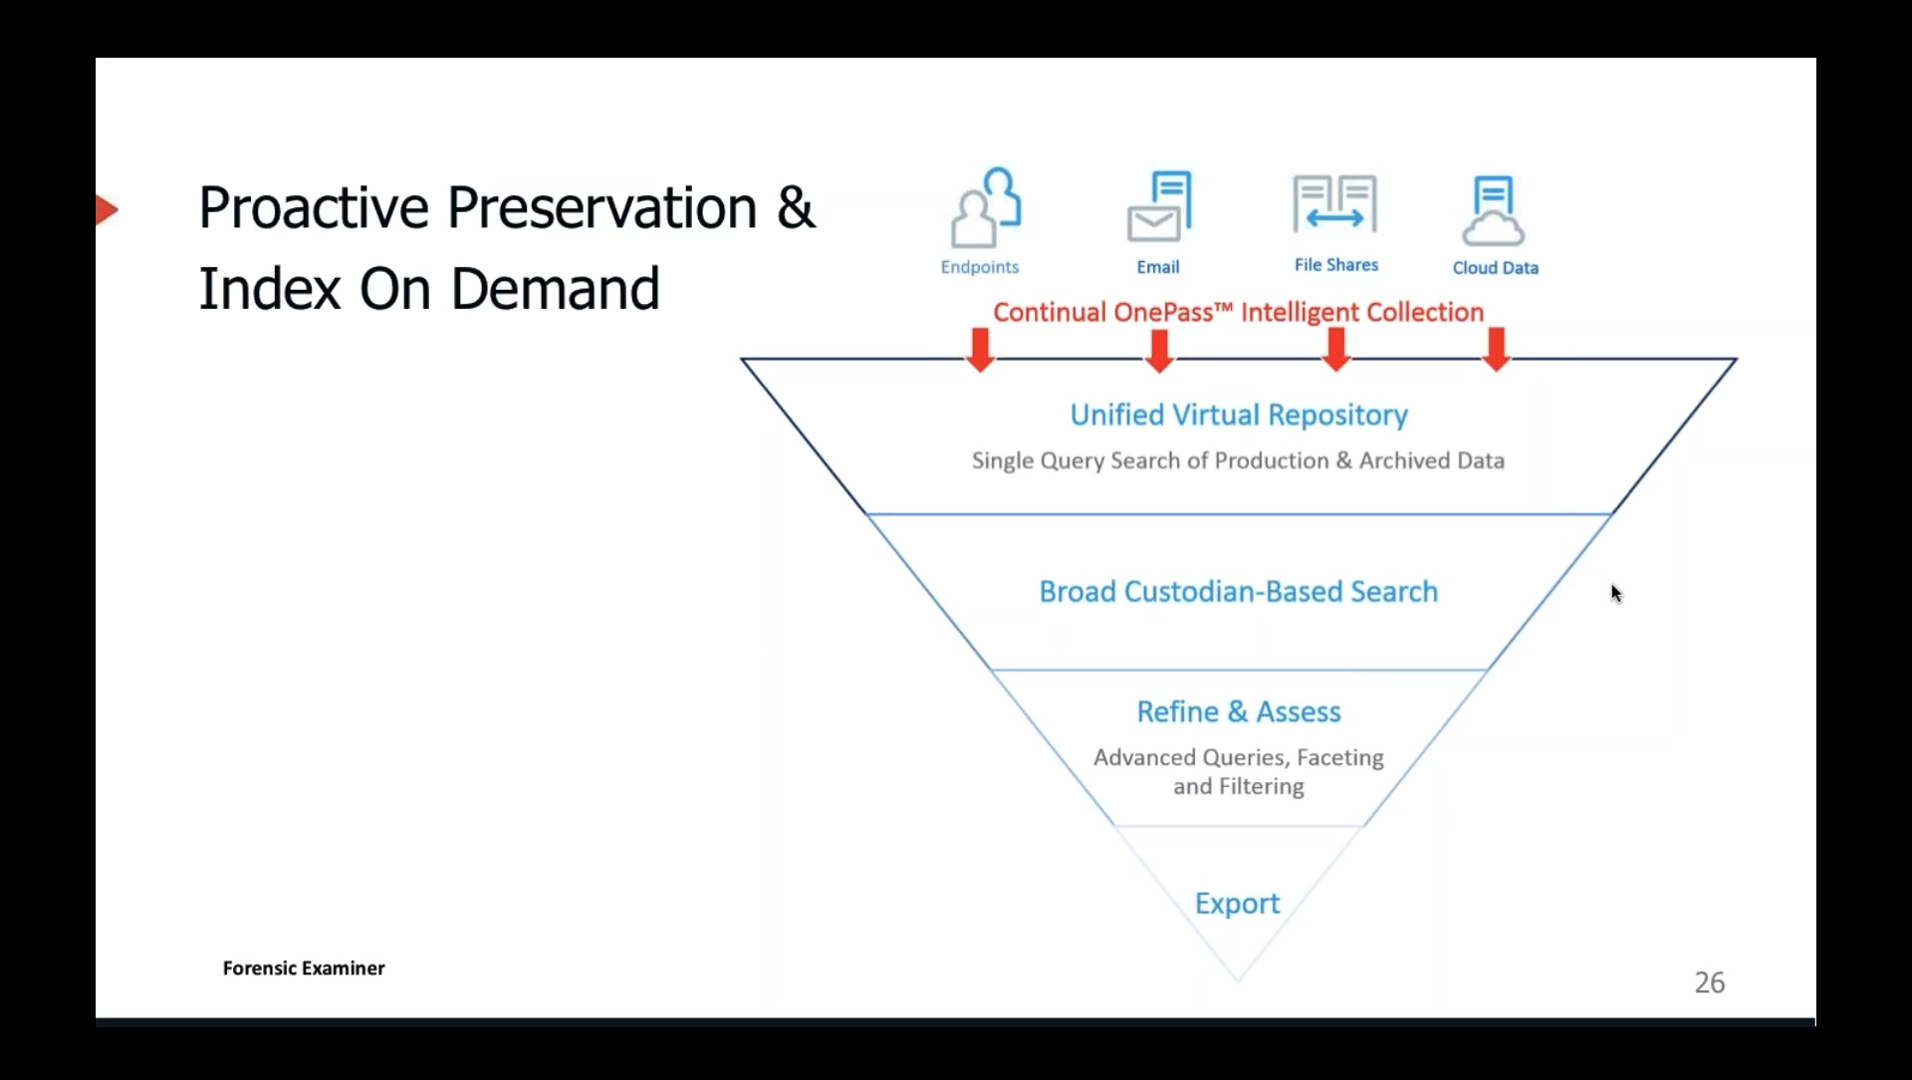 Proactive Preservation &
Index On Demand
Endpoints
Email
File Shares
Cloud Data
Continual OnePass™ Intelligent Collection
Unified Virtual Repository
Single Query Search of Production & Archived Data
Broad Custodian-Based Search
Refine & Assess
Advanced Queries, Faceting
and Filtering
Export
Forensic Examiner
26